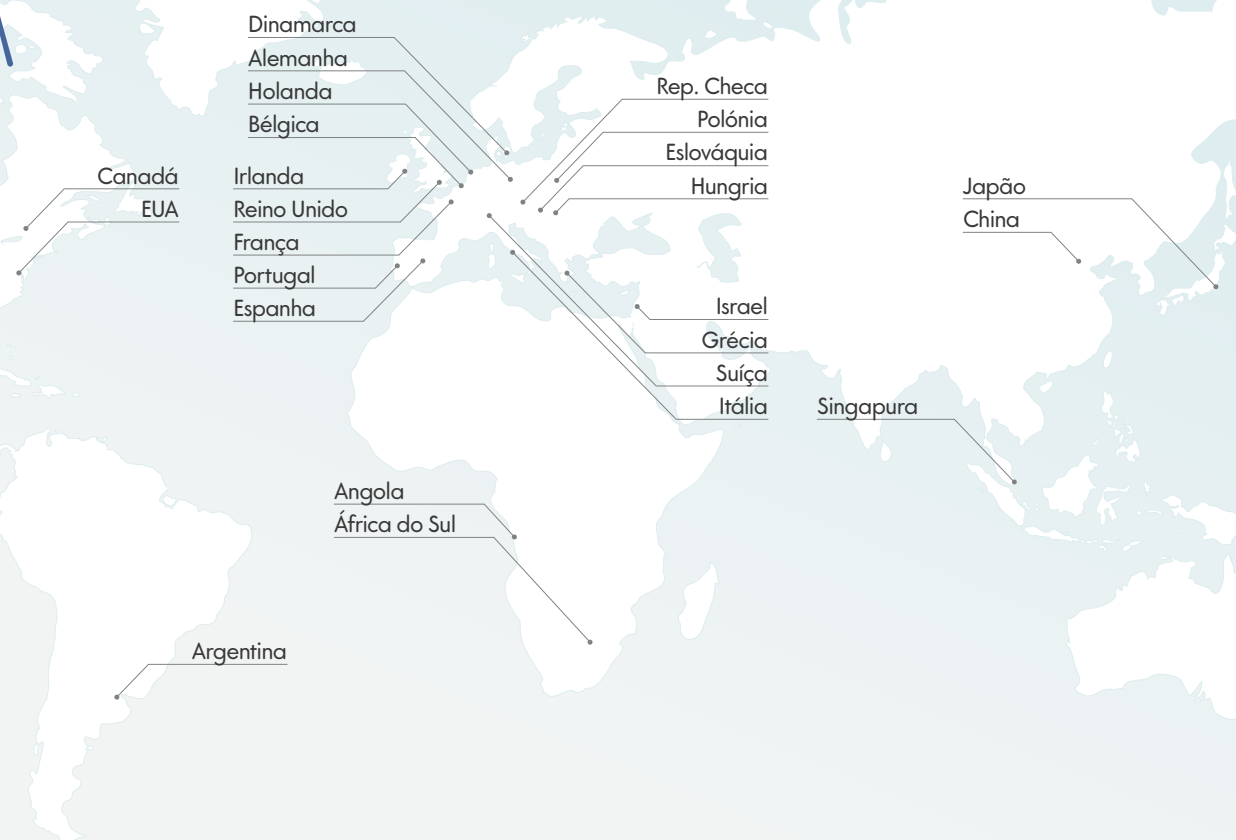 Dinamarca
Alemanha
Holanda
Bélgica
Rep. Checa
Polónia
Eslováquia
Hungria
Canadá
EUA
Irlanda
Reino Unido
França
Portugal
Espanha
Japão
China
Israel
Grécia
Suíça
Itália
Singapura
Angola
África do Sul
Argentina